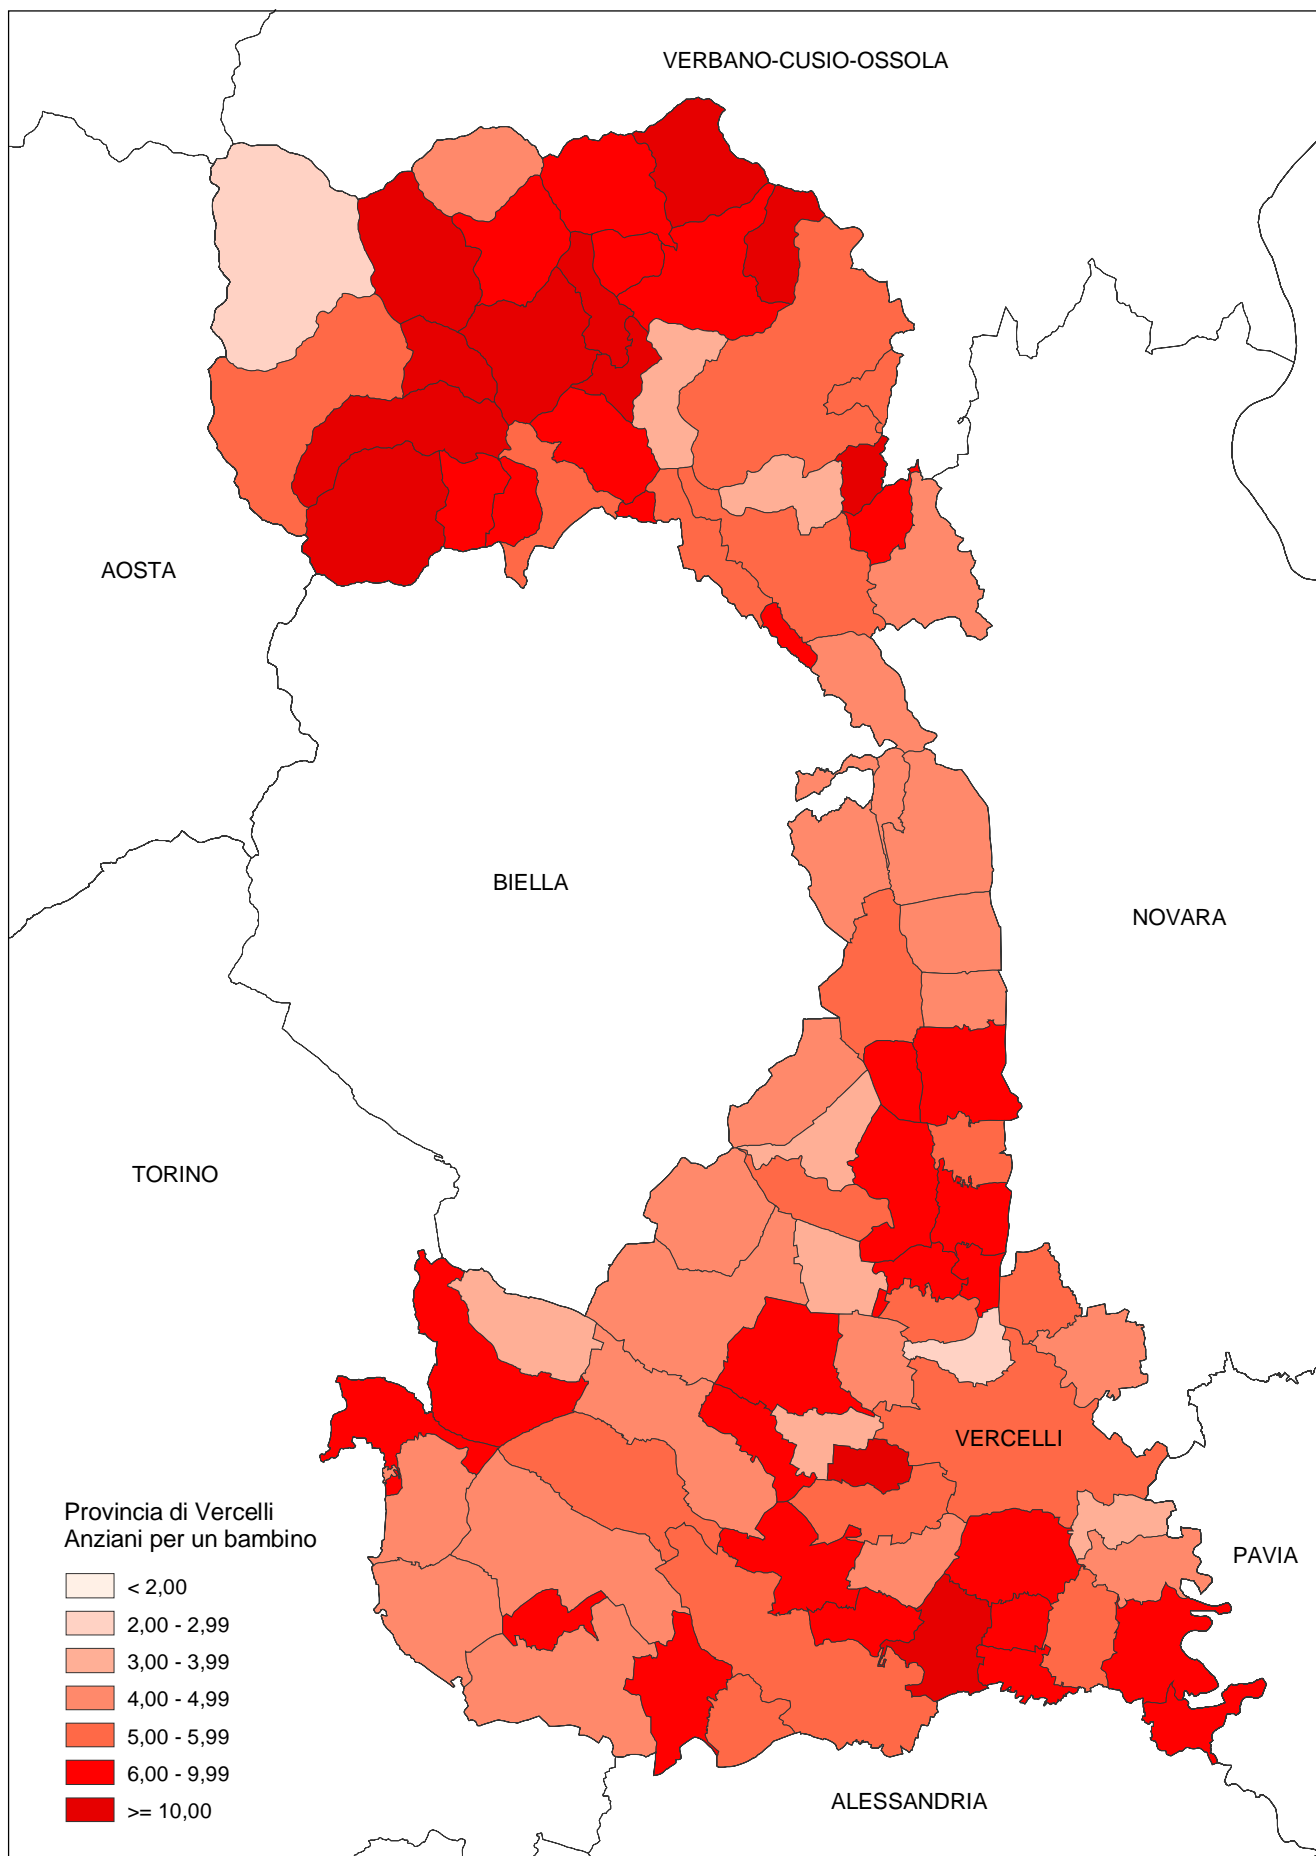 VERBANO-CUSIO-OSSOLA
AOSTA
BIELLA
NOVARA
TORINO
VERCELLI
PAVIA
ALESSANDRIA
Provincia di Vercelli
Anziani per un bambino
< 2,00
2,00 - 2,99
3,00 - 3,99
4,00 - 4,99
5,00 - 5,99
6,00 - 9,99
>= 10,00